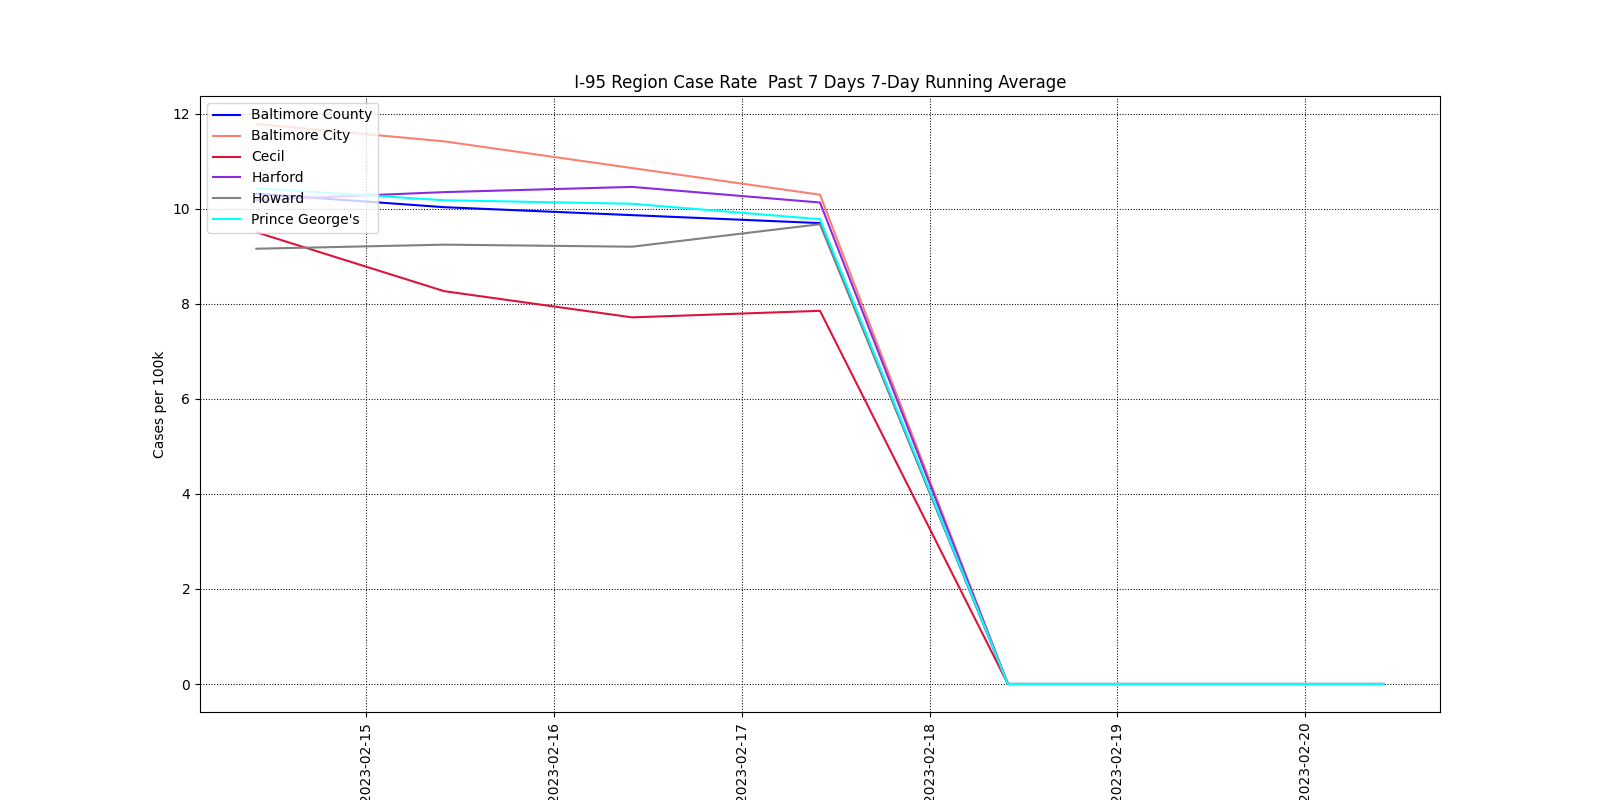 I-95 Region Case Rate  Past 7 Days 7-Day Running Average
Baltimore County
Baltimore City
Cecil
Harford
Howard
Prince George's
Cases per 100k
12
10
8
6
4
2
0
2023-02-15
2023-02-16
2023-02-17
2023-02-18
2023-02-19
2023-02-20